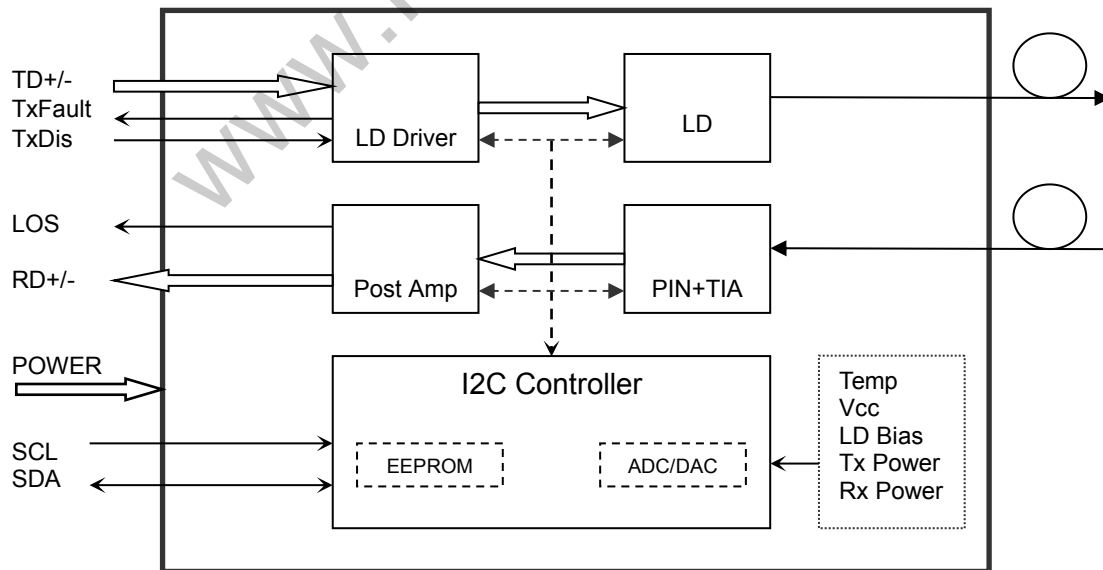 TD+/-
TxFault
TxDis
LD Driver
LD
LOS
RD+/-
Post Amp
PIN+TIA
POWER
I2C Controller
SCL
SDA
EEPROM
ADC/DAC
Temp
Vcc
LD Bias
Tx Power
Rx Power
www.